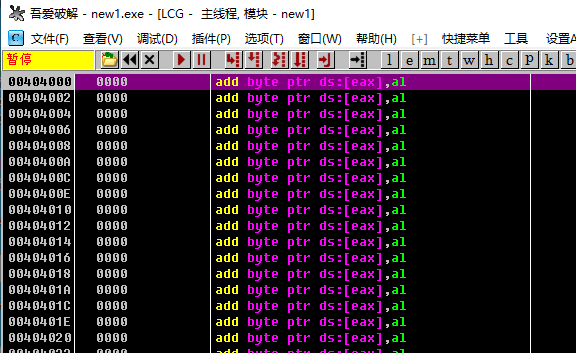 吾爱破解 - new1.exe - [LCG - 主线程, 模块 - new1]
C 文件(F) 查看(V) 调试(D) 插件(P) 选项(T) 窗口(W) 帮助(H) [+] 快捷菜单 工具 设置
暂停 l e m t w h c p k b
00404000 0000 add byte ptr ds:[eax],al
00404002 0000 add byte ptr ds:[eax],al
00404004 0000 add byte ptr ds:[eax],al
00404006 0000 add byte ptr ds:[eax],al
00404008 0000 add byte ptr ds:[eax],al
0040400A 0000 add byte ptr ds:[eax],al
0040400C 0000 add byte ptr ds:[eax],al
0040400E 0000 add byte ptr ds:[eax],al
00404010 0000 add byte ptr ds:[eax],al
00404012 0000 add byte ptr ds:[eax],al
00404014 0000 add byte ptr ds:[eax],al
00404016 0000 add byte ptr ds:[eax],al
00404018 0000 add byte ptr ds:[eax],al
0040401A 0000 add byte ptr ds:[eax],al
0040401C 0000 add byte ptr ds:[eax],al
0040401E 0000 add byte ptr ds:[eax],al
00404020 0000 add byte ptr ds:[eax],al